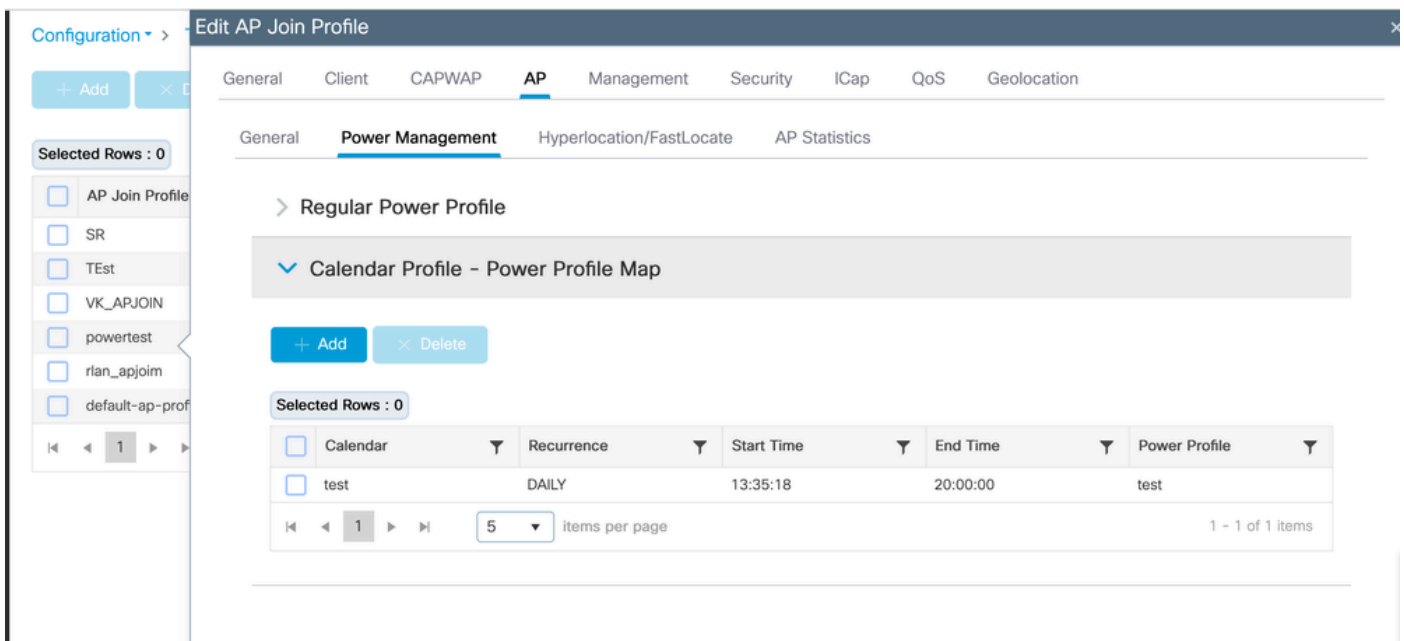 Configuration >
Edit AP Join Profile
General Client CAPWAP AP Management Security ICap QoS Geolocation
+ Add × D
General Power Management Hyperlocation/FastLocate AP Statistics
Selected Rows : 0
AP Join Profile
SR
TEst
VK_APJOIN
powertest
rlan_apjoim
default-ap-prof
1
Regular Power Profile
Calendar Profile - Power Profile Map
+ Add × Delete
Selected Rows : 0
Calendar Recurrence Start Time End Time Power Profile
test DAILY 13:35:18 20:00:00 test
1 5 items per page 1 - 1 of 1 items